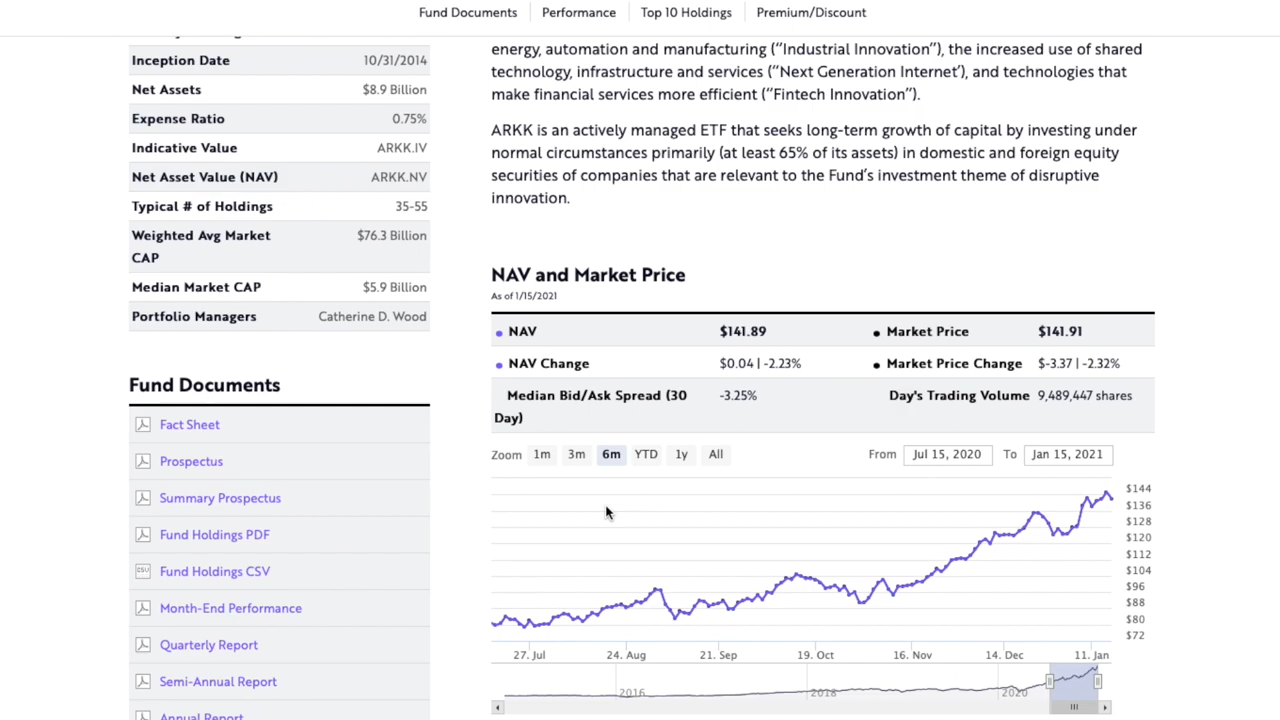 Fund Documents
Performance
Top 10 Holdings
Premium/Discount
Inception Date 10/31/2014
Net Assets $8.9 Billion
Expense Ratio 0.75%
Indicative Value ARKK.IV
Net Asset Value (NAV) ARKK.NV
Typical # of Holdings 35-55
Weighted Avg Market $76.3 Billion
CAP
Median Market CAP $5.9 Billion
Portfolio Managers Catherine D. Wood
Fund Documents
Fact Sheet
Prospectus
Summary Prospectus
Fund Holdings PDF
CSV Fund Holdings CSV
Month-End Performance
Quarterly Report
Semi-Annual Report
Annual Report
energy, automation and manufacturing (“Industrial Innovation”), the increased use of shared
technology, infrastructure and services (“Next Generation Internet’), and technologies that
make financial services more efficient (“Fintech Innovation”).
ARKK is an actively managed ETF that seeks long-term growth of capital by investing under
normal circumstances primarily (at least 65% of its assets) in domestic and foreign equity
securities of companies that are relevant to the Fund’s investment theme of disruptive
innovation.
NAV and Market Price
As of 1/15/2021
NAV $141.89 Market Price $141.91
NAV Change $0.04 | -2.23% Market Price Change $-3.37 | -2.32%
Median Bid/Ask Spread (30 -3.25% Day's Trading Volume 9,489,447 shares
Day)
Zoom 1m 3m 6m YTD 1y All From Jul 15, 2020 To Jan 15, 2021
$144
$136
$128
$120
$112
$104
$96
$88
$80
$72
27. Jul 24. Aug 21. Sep 19. Oct 16. Nov 14. Dec 11. Jan
2016 2018 2020